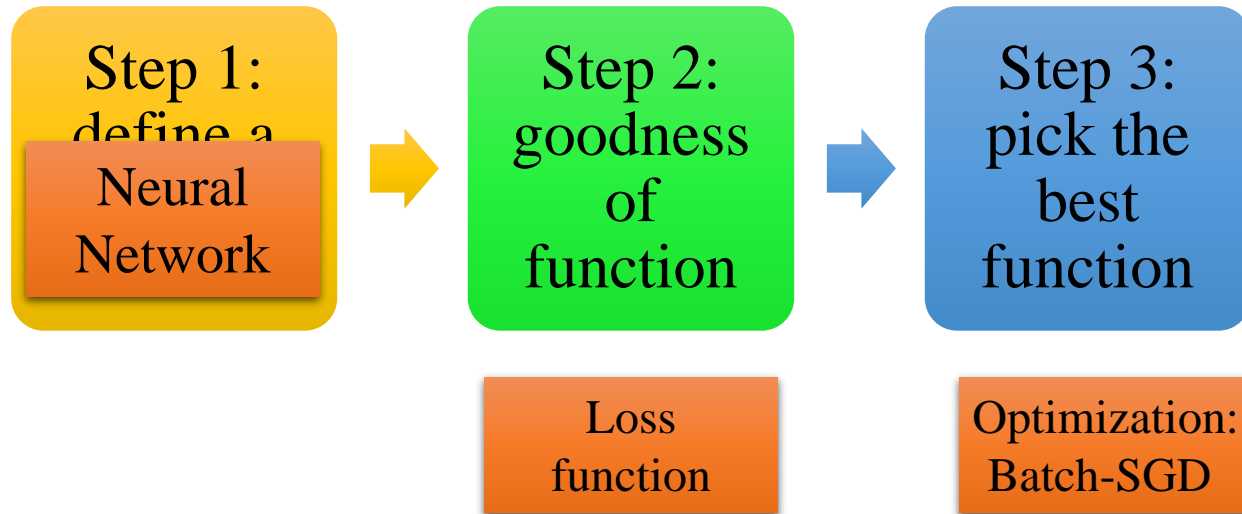 Step 1:
define a
Neural
Network
Step 2:
goodness
of
function
Step 3:
pick the
best
function
Loss
function
Optimization:
Batch-SGD